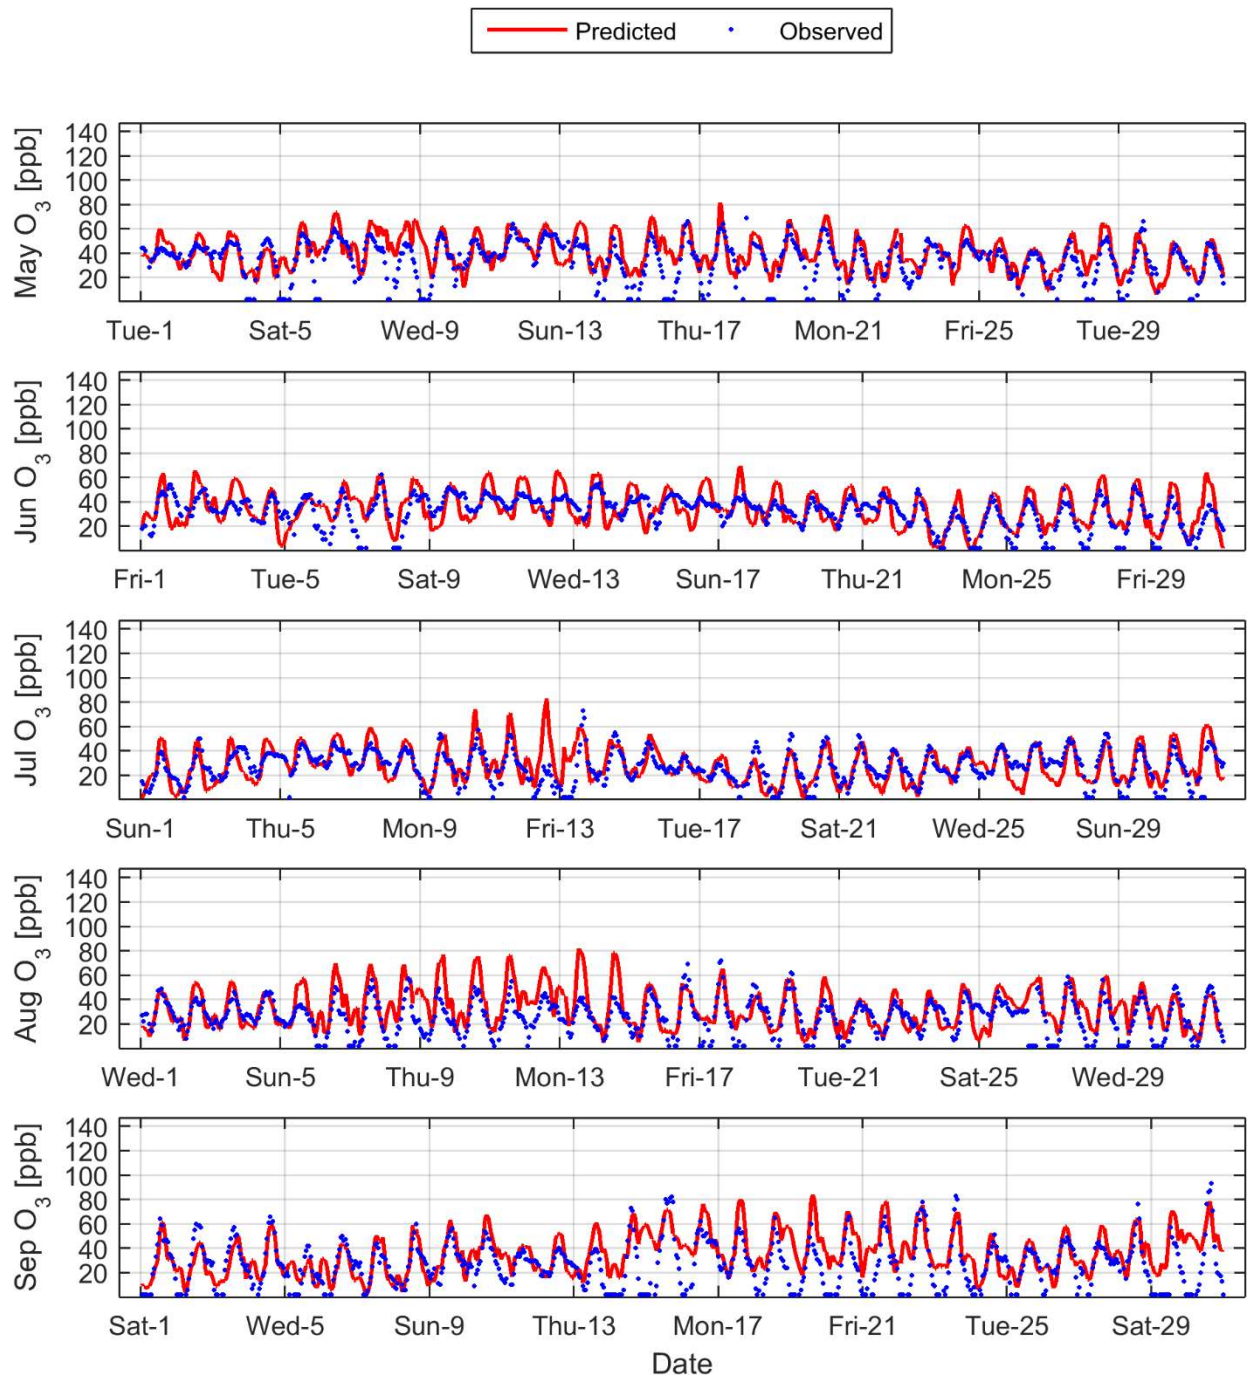 Predicted Observed
May O3 [ppb]
140
120
100
80
60
40
20
Tue-1 Sat-5 Wed-9 Sun-13 Thu-17 Mon-21 Fri-25 Tue-29
Jun O3 [ppb]
140
120
100
80
60
40
20
Fri-1 Tue-5 Sat-9 Wed-13 Sun-17 Thu-21 Mon-25 Fri-29
Jul O3 [ppb]
140
120
100
80
60
40
20
Sun-1 Thu-5 Mon-9 Fri-13 Tue-17 Sat-21 Wed-25 Sun-29
Aug O3 [ppb]
140
120
100
80
60
40
20
Wed-1 Sun-5 Thu-9 Mon-13 Fri-17 Tue-21 Sat-25 Wed-29
Sep O3 [ppb]
140
120
100
80
60
40
20
Sat-1 Wed-5 Sun-9 Thu-13 Mon-17 Fri-21 Tue-25 Sat-29
Date